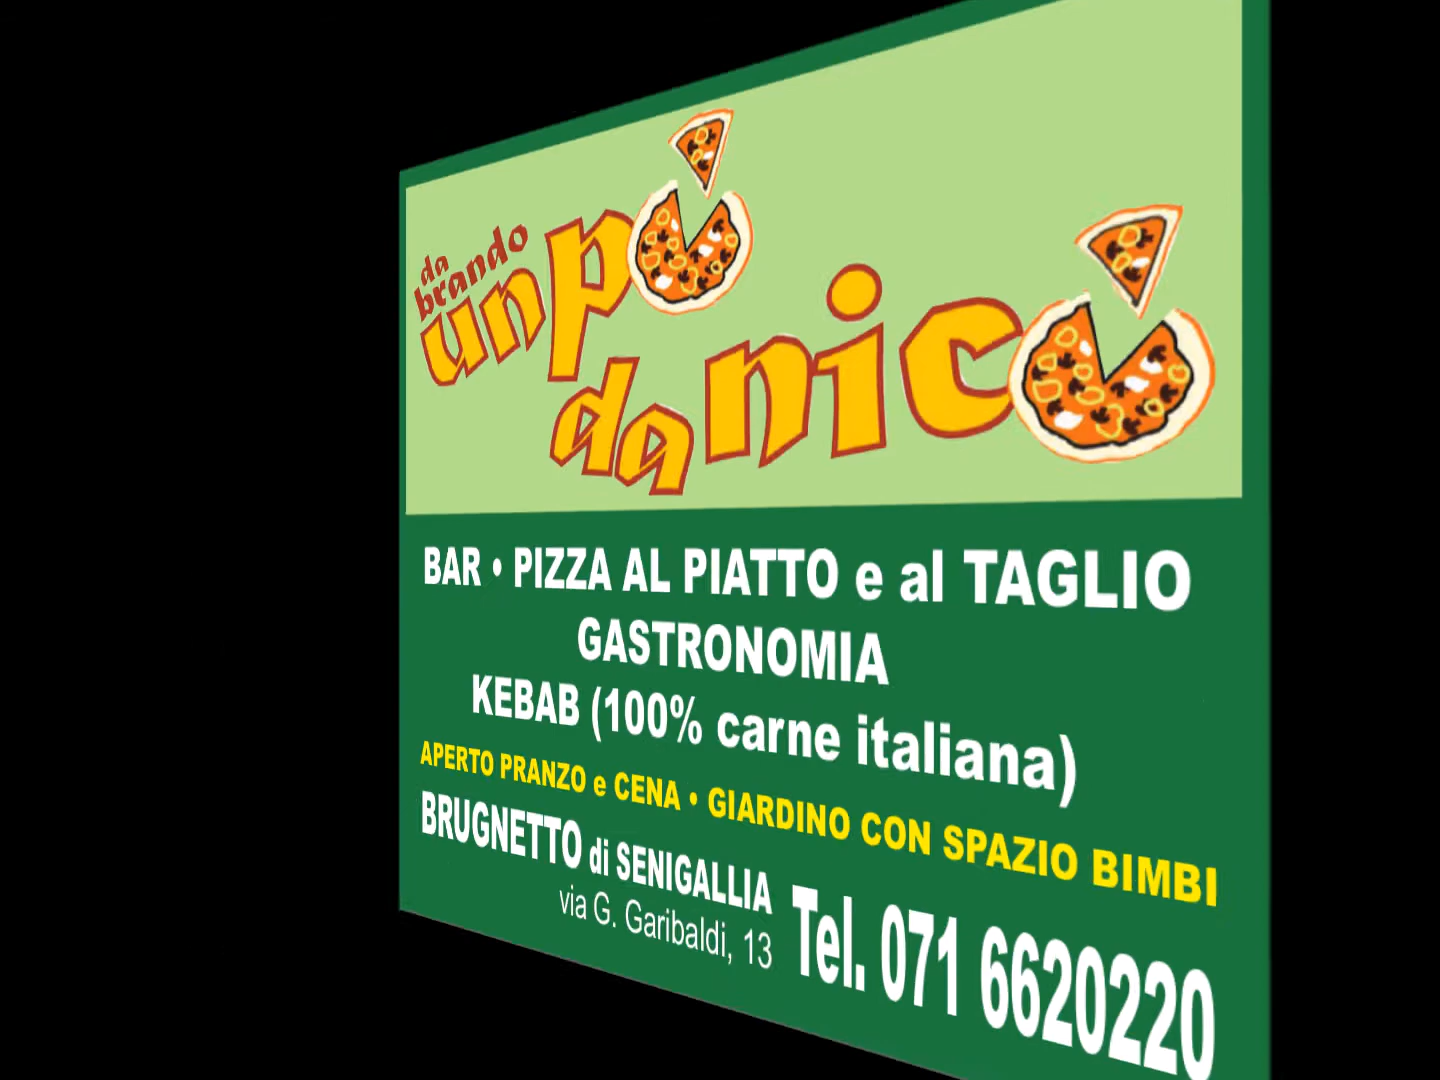 da
brando
un po
da nico
BAR • PIZZA AL PIATTO e al TAGLIO
GASTRONOMIA
KEBAB (100% carne italiana)
APERTO PRANZO e CENA • GIARDINO CON SPAZIO BIMBI
BRUGNETTO di SENIGALLIA
via G. Garibaldi, 13
Tel. 071 6620220